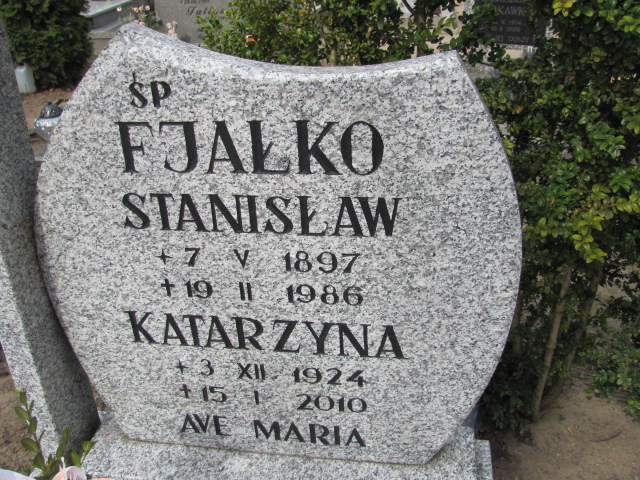 ŚP
FJAŁKO
STANISŁAW
+ 7 V 1897
† 19 II 1986
KATARZYNA
+ 3 XII 1924
† 15 I 2010
AVE MARIA